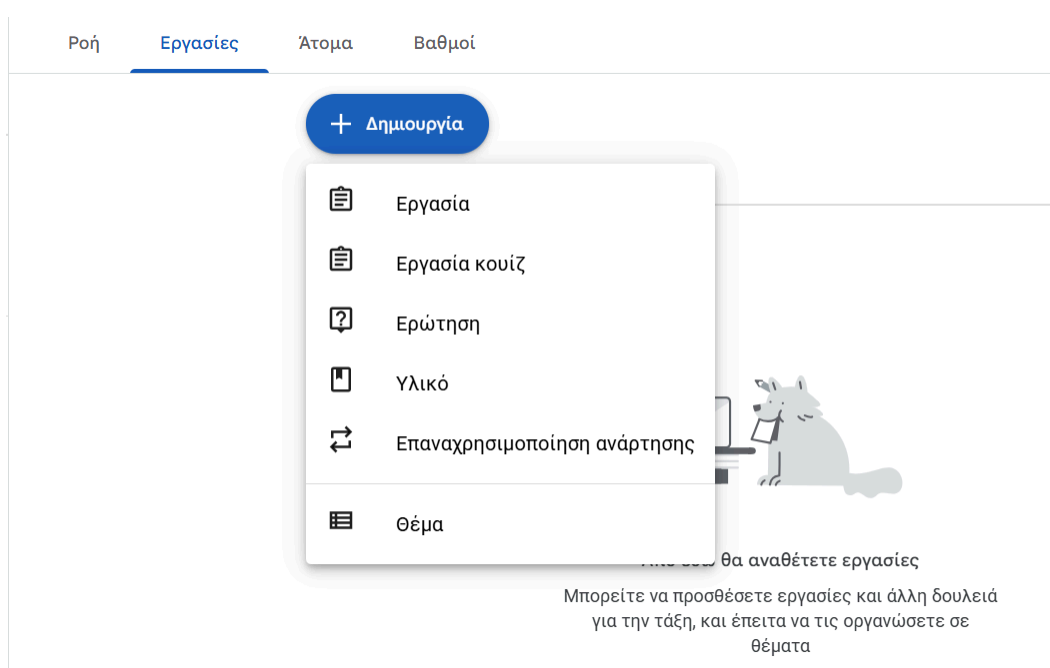 Ροή Εργασίες Άτομα Βαθμοί
Δημιουργία
Εργασία
Εργασία κουίζ
Ερώτηση
Υλικό
Επαναχρησιμοποίηση ανάρτησης
Θέμα
θα αναθέτετε εργασίες
Μπορείτε να προσθέσετε εργασίες και άλλη δουλειά
για την τάξη, και έπειτα να τις οργανώσετε σε
θέματα